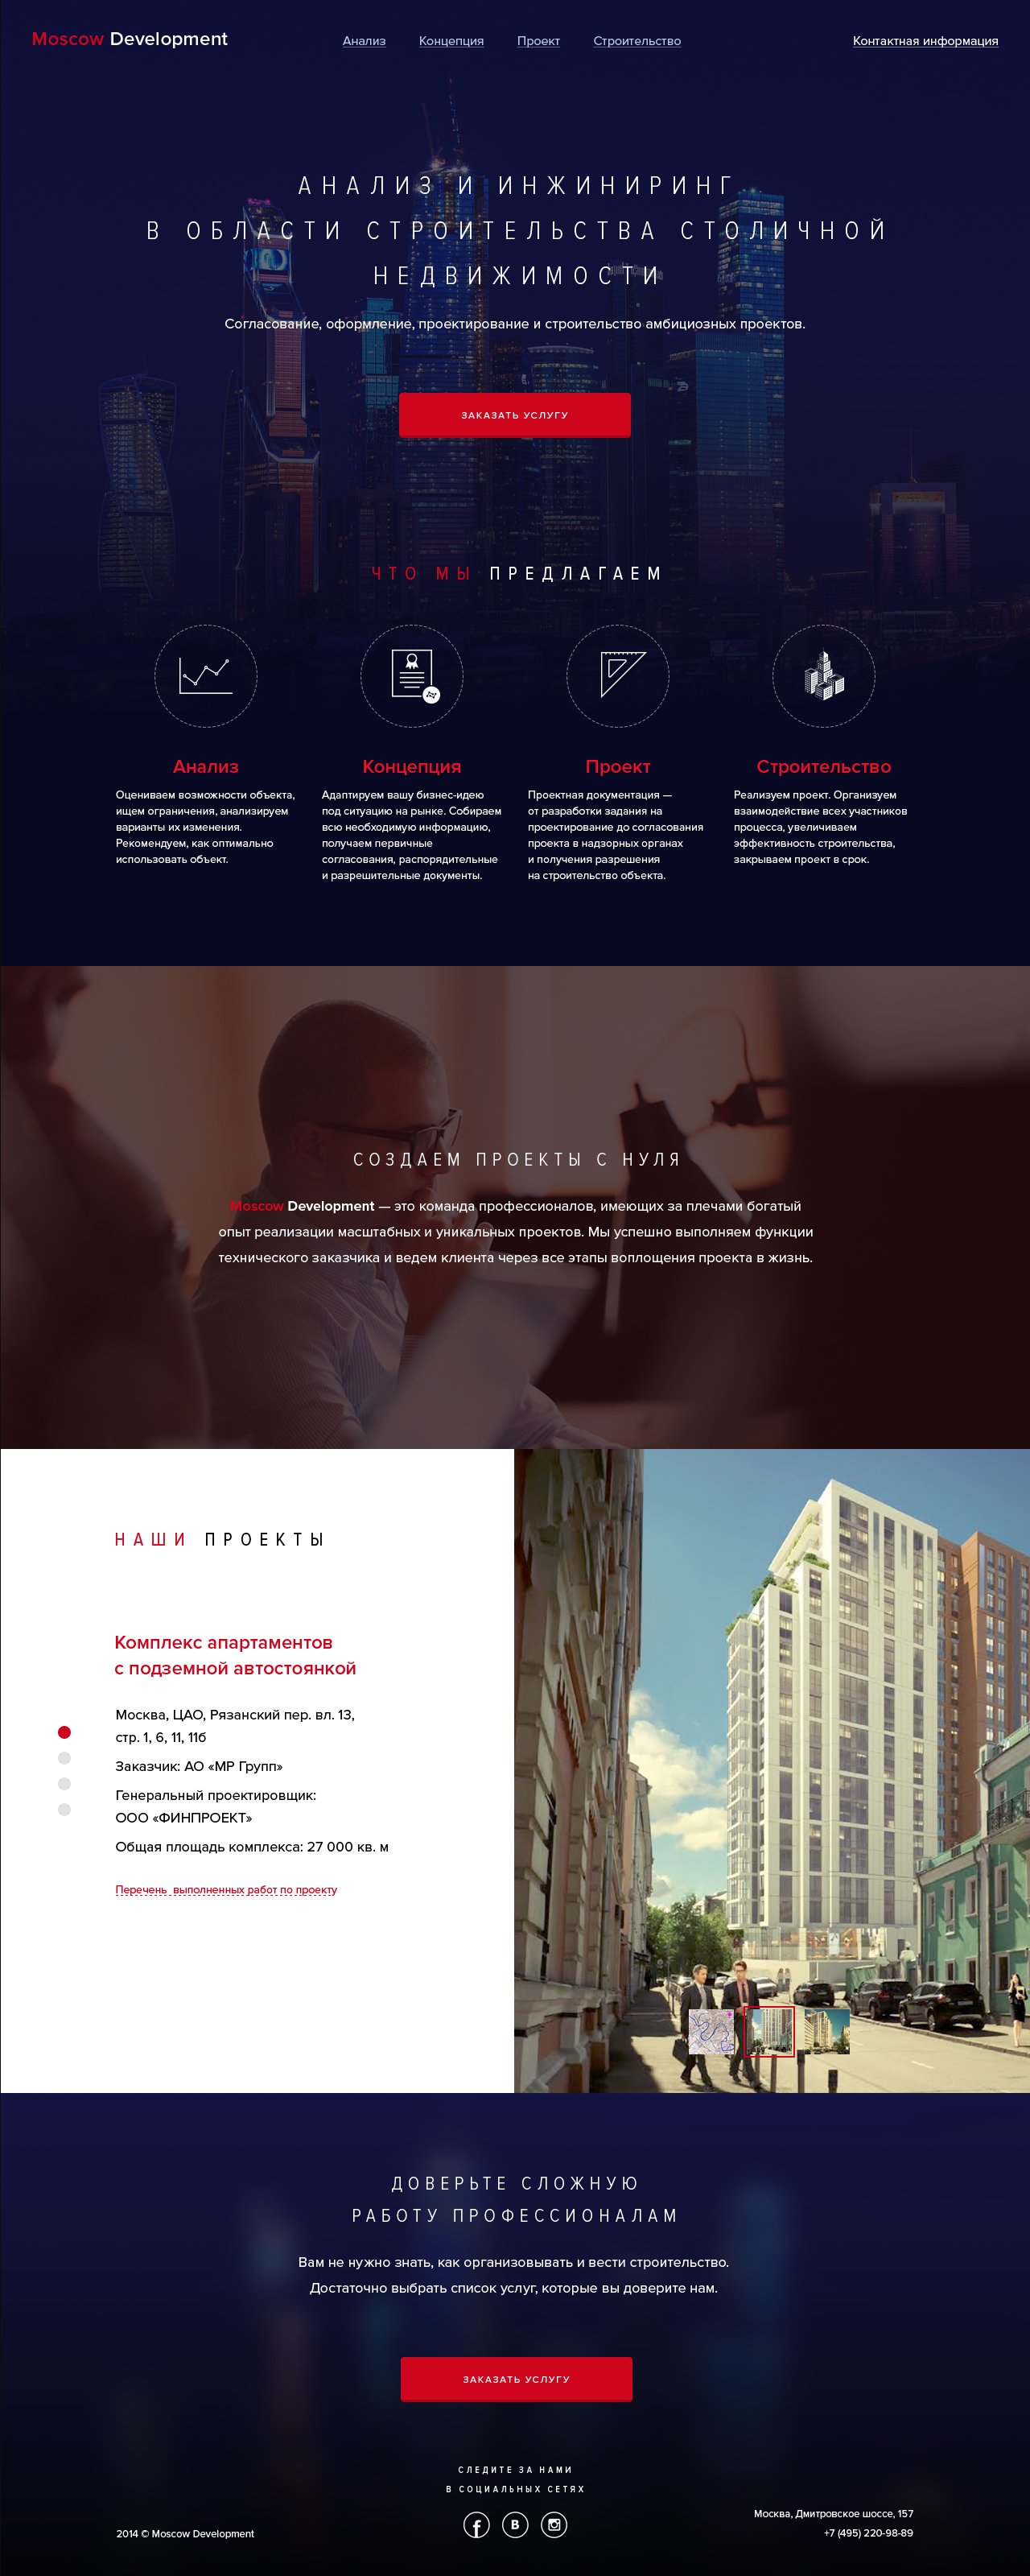 Moscow Development
Анализ
Концепция
Проект
Строительство
Контактная информация
АНАЛИЗ И ИНЖИНИРИНГ
В ОБЛАСТИ СТРОИТЕЛЬСТВА СТОЛИЧНОЙ
НЕДВИЖИМОСТИ
Согласование, оформление, проектирование и строительство амбициозных проектов.
ЗАКАЗАТЬ УСЛУГУ
ЧТО МЫ ПРЕДЛАГАЕМ
Анализ
Оцениваем возможности объекта,
ищем ограничения, анализируем
варианты их изменения.
Рекомендуем, как оптимально
использовать объект.
Концепция
Адаптируем вашу бизнес-идею
под ситуацию на рынке. Собираем
всю необходимую информацию,
получаем первичные
согласования, распорядительные
и разрешительные документы.
Проект
Проектная документация —
от разработки задания на
проектирование до согласования
проекта в надзорных органах
и получения разрешения
на строительство объекта.
Строительство
Реализуем проект. Организуем
взаимодействие всех участников
процесса, увеличиваем
эффективность строительства,
закрываем проект в срок.
СОЗДАЕМ ПРОЕКТЫ С НУЛЯ
Moscow Development — это команда профессионалов, имеющих за плечами богатый
опыт реализации масштабных и уникальных проектов. Мы успешно выполняем функции
технического заказчика и ведем клиента через все этапы воплощения проекта в жизнь.
НАШИ ПРОЕКТЫ
Комплекс апартаментов
с подземной автостоянкой
Москва, ЦАО, Рязанский пер. вл. 13,
стр. 1, 6, 11, 11б
Заказчик: АО «МР Групп»
Генеральный проектировщик:
ООО «ФИНПРОЕКТ»
Общая площадь комплекса: 27 000 кв. м
Перечень выполненных работ по проекту
ДОВЕРЬТЕ СЛОЖНУЮ
РАБОТУ ПРОФЕССИОНАЛАМ
Вам не нужно знать, как организовывать и вести строительство.
Достаточно выбрать список услуг, которые вы доверите нам.
ЗАКАЗАТЬ УСЛУГУ
СЛЕДИТЕ ЗА НАМИ
В СОЦИАЛЬНЫХ СЕТЯХ
2014 © Moscow Development
Москва, Дмитровское шоссе, 157
+7 (495) 220-98-89